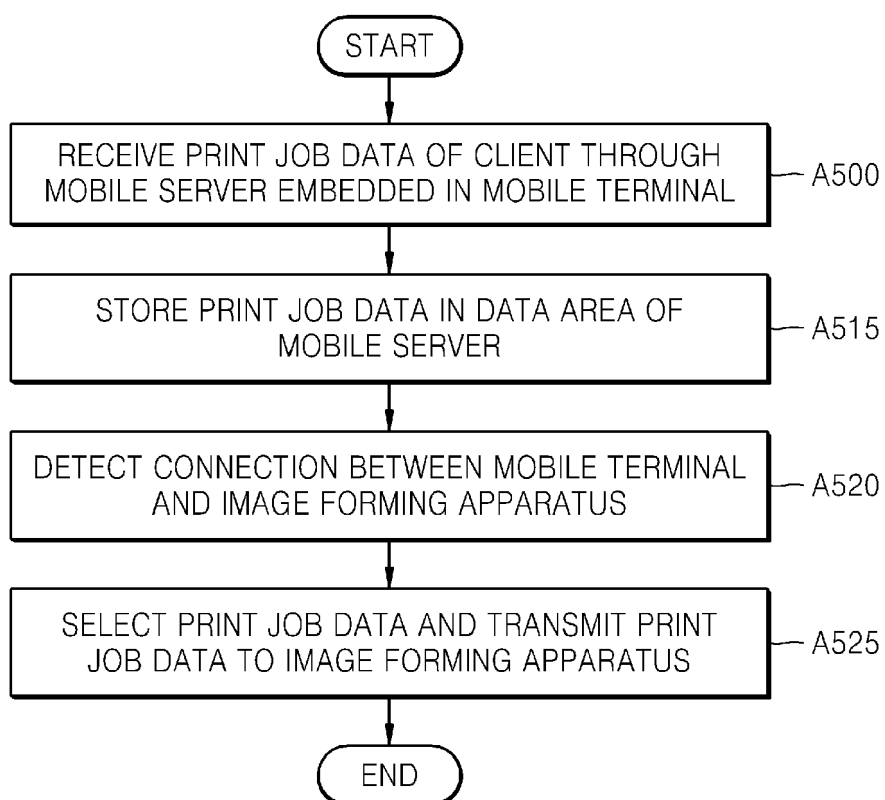 START
RECEIVE PRINT JOB DATA OF CLIENT THROUGH
MOBILE SERVER EMBEDDED IN MOBILE TERMINAL
A500
STORE PRINT JOB DATA IN DATA AREA OF
MOBILE SERVER
A515
DETECT CONNECTION BETWEEN MOBILE TERMINAL
AND IMAGE FORMING APPARATUS
A520
SELECT PRINT JOB DATA AND TRANSMIT PRINT
JOB DATA TO IMAGE FORMING APPARATUS
A525
END